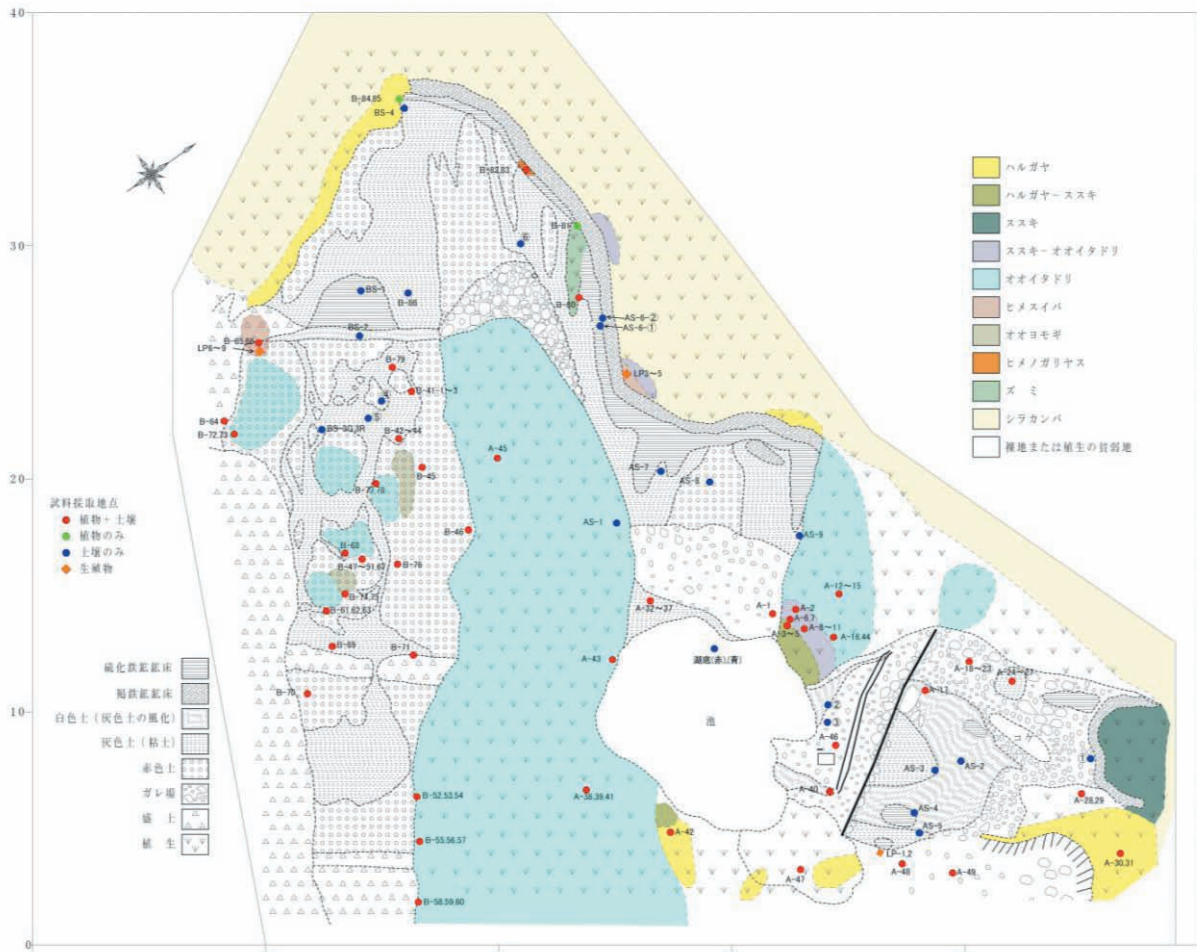 40
30
20
10
0
B-84,85
BS-4
B-82,83
⑥
B-81
BS-1
B-86
B-80
AS-6-②
AS-6-①
BS-2
B-65,66
LP6～9
B-79
LP3～5
B-41-1～3
④
B-64
⑤
B-72,73
B-42～44
A-45
B-45
AS-7
AS-8
B-77,78
AS-1
B-46
AS-9
B-68
B-76
B-74,75
A-12～15
B-61,62,63
A-32～37
A-1
A-2
A-6,7
A-3～5
A-8～11
A-16,44
B-69
B-71
A-43
湖底(赤)(青)
A-18～23
A-24～27
B-70
A-17
②
③
池
A-46
コケ
AS-2
AS-3
B-52,53,54
A-38,39,41
A-40
A-28,29
AS-4
B-55,56,57
A-42
AS-5
LP-1,2
A-30,31
A-47
A-48
A-49
B-58,59,60
ハルガヤ
ハルガヤ－ススキ
ススキ
ススキ－オオイタドリ
オオイタドリ
ヒメスイバ
オオヨモギ
ヒメノガリヤス
ズミ
シラカンバ
裸地または植生の貧弱地
試料採取地点
植物＋土壌
植物のみ
土壌のみ
生植物
硫化鉄鉱鉱床
褐鉄鉱鉱床
白色土（灰色土の風化）
灰色土（粘土）
赤色土
ガレ場
盛土
植生